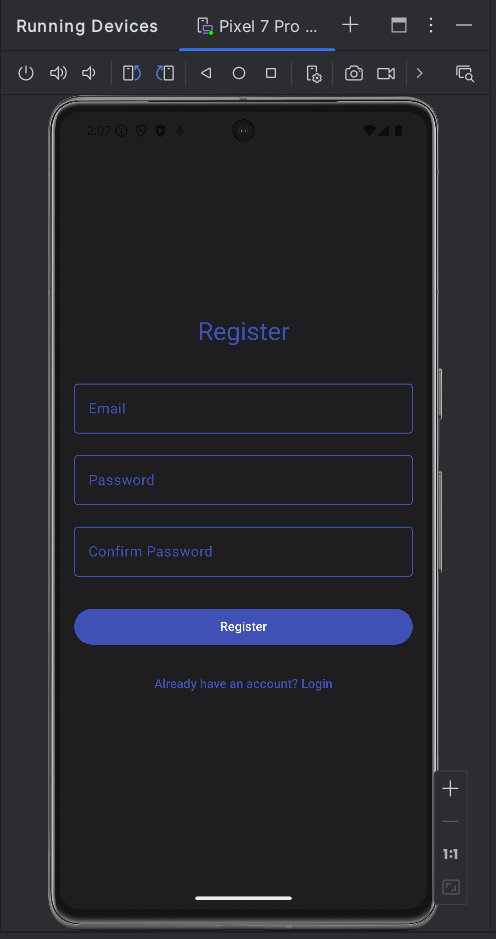 Running Devices
Pixel 7 Pro ...
2:07
Register
Email
Password
Confirm Password
Register
Already have an account? Login
1:1